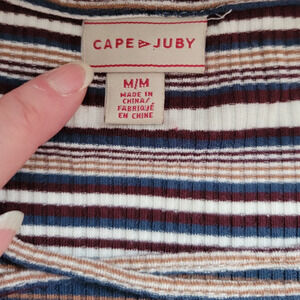 CAPE JUBY
M/M
MADE IN
CHINA/
FABRIQUÉ
EN CHINE